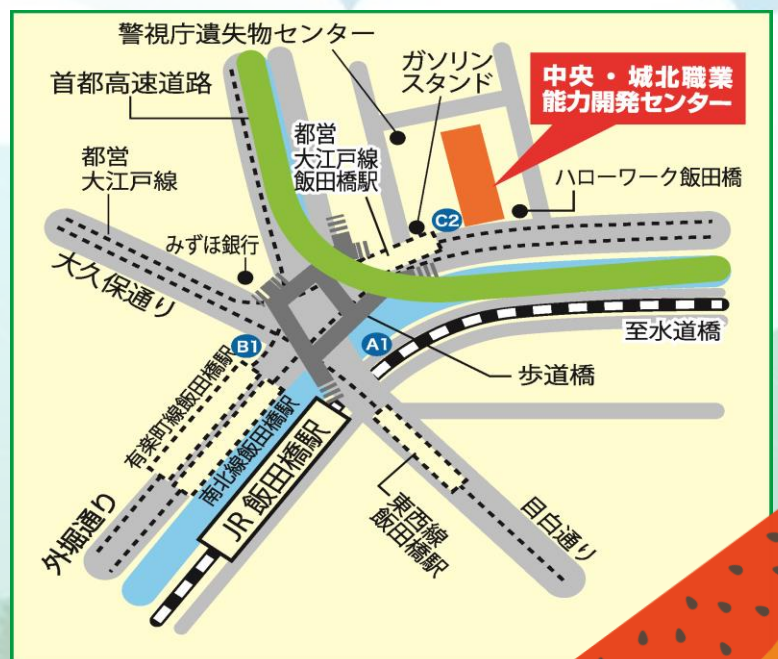 警視庁遺失物センター
首都高速道路
ガソリン
スタンド
中央・城北職業
能力開発センター
都営
大江戸線
飯田橋駅
都営
大江戸線
ハローワーク飯田橋
C2
みずほ銀行
大久保通り
至水道橋
B1
A1
歩道橋
有楽町線飯田橋駅
南北線飯田橋駅
JR 飯田橋駅
東西線
飯田橋駅
目白通り
外堀通り